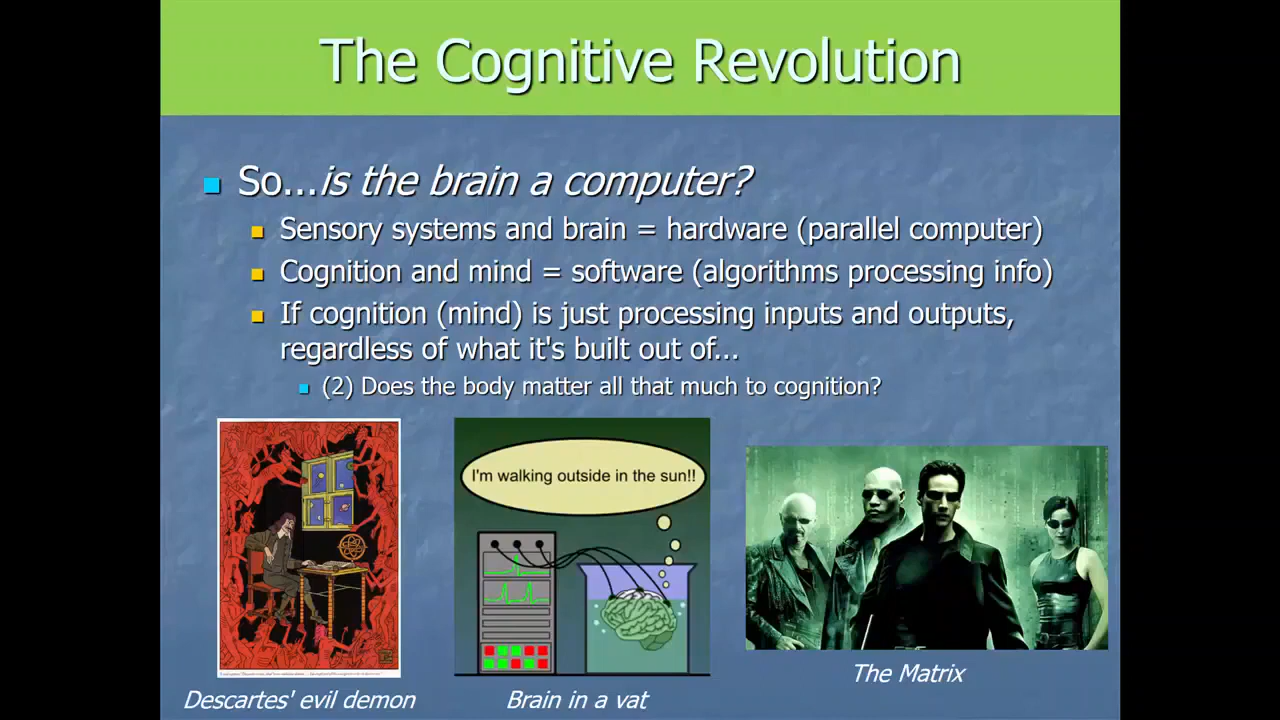 The Cognitive Revolution
So...is the brain a computer?
Sensory systems and brain = hardware (parallel computer)
Cognition and mind = software (algorithms processing info)
If cognition (mind) is just processing inputs and outputs,
regardless of what it's built out of...
(2) Does the body matter all that much to cognition?
I'm walking outside in the sun!!
Descartes' evil demon
Brain in a vat
The Matrix